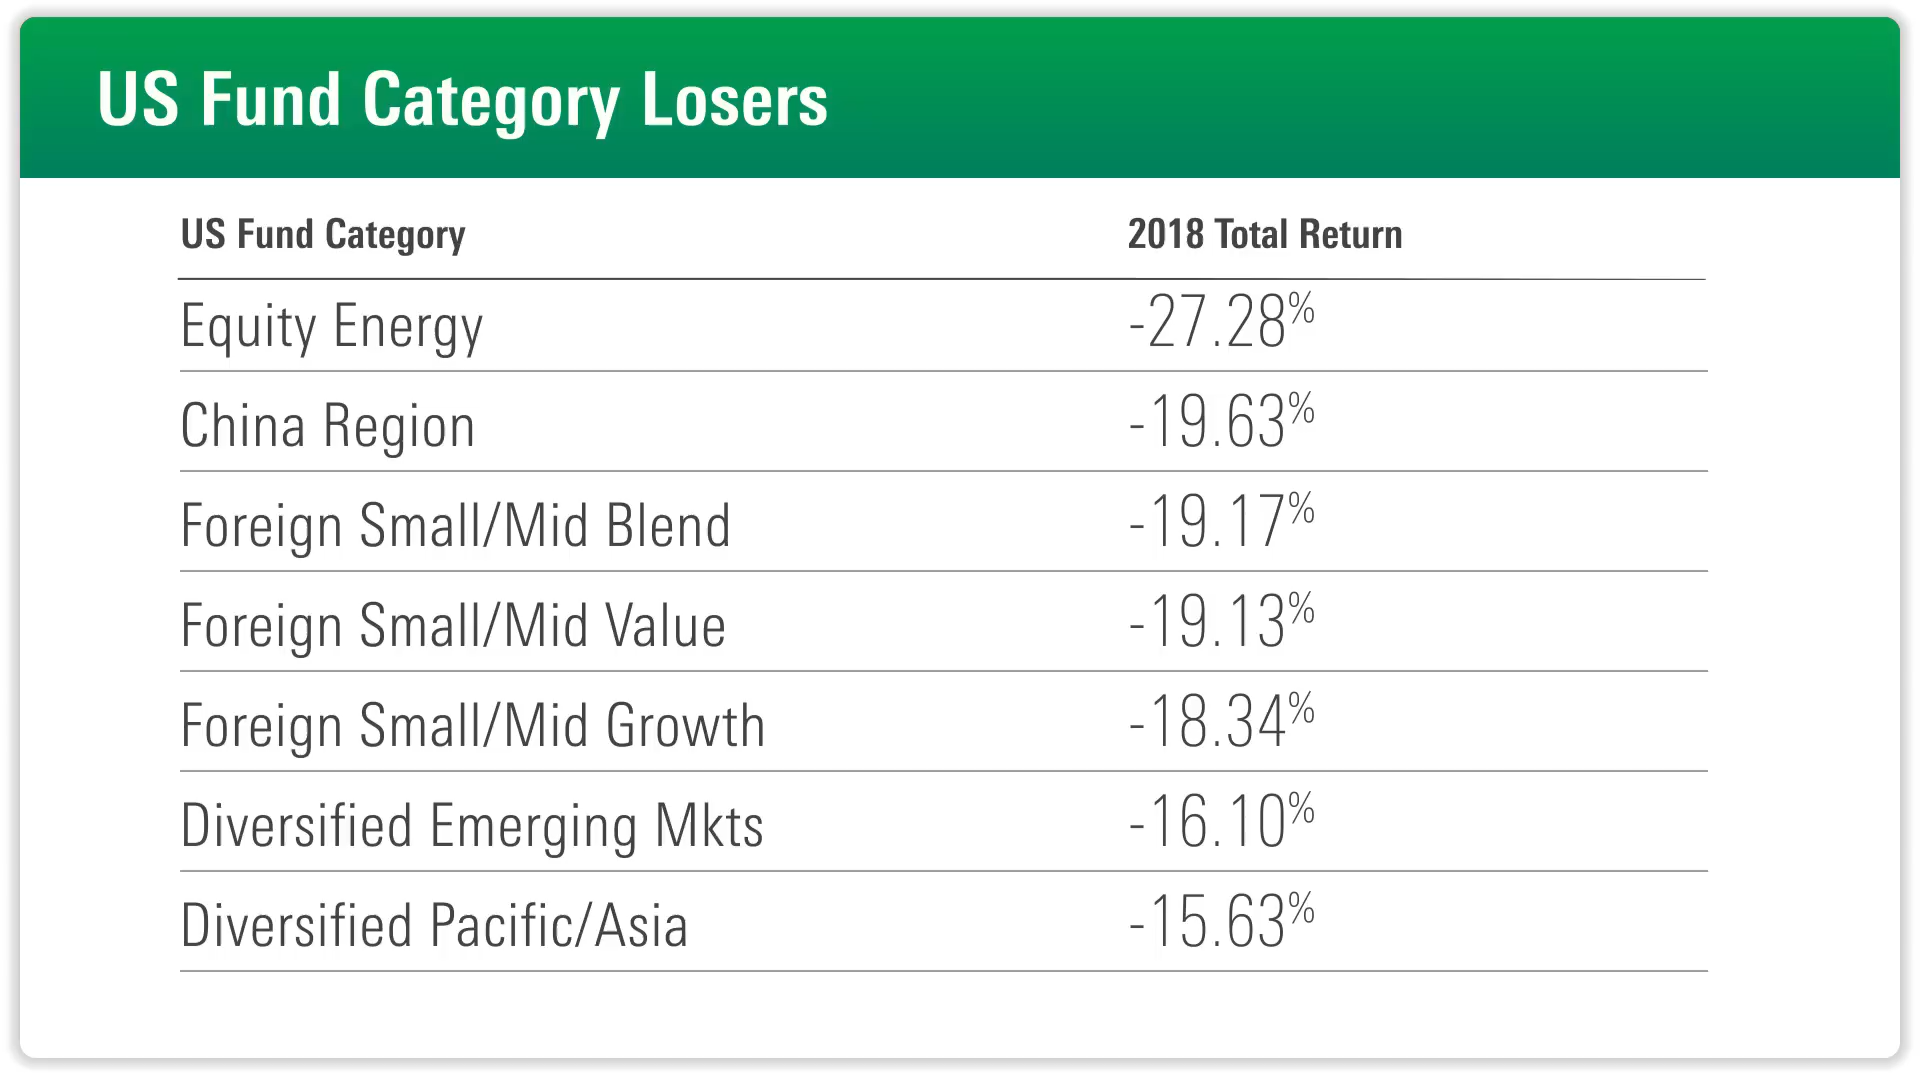 US Fund Category Losers
US Fund Category 2018 Total Return
Equity Energy -27.28%
China Region -19.63%
Foreign Small/Mid Blend -19.17%
Foreign Small/Mid Value -19.13%
Foreign Small/Mid Growth -18.34%
Diversified Emerging Mkts -16.10%
Diversified Pacific/Asia -15.63%